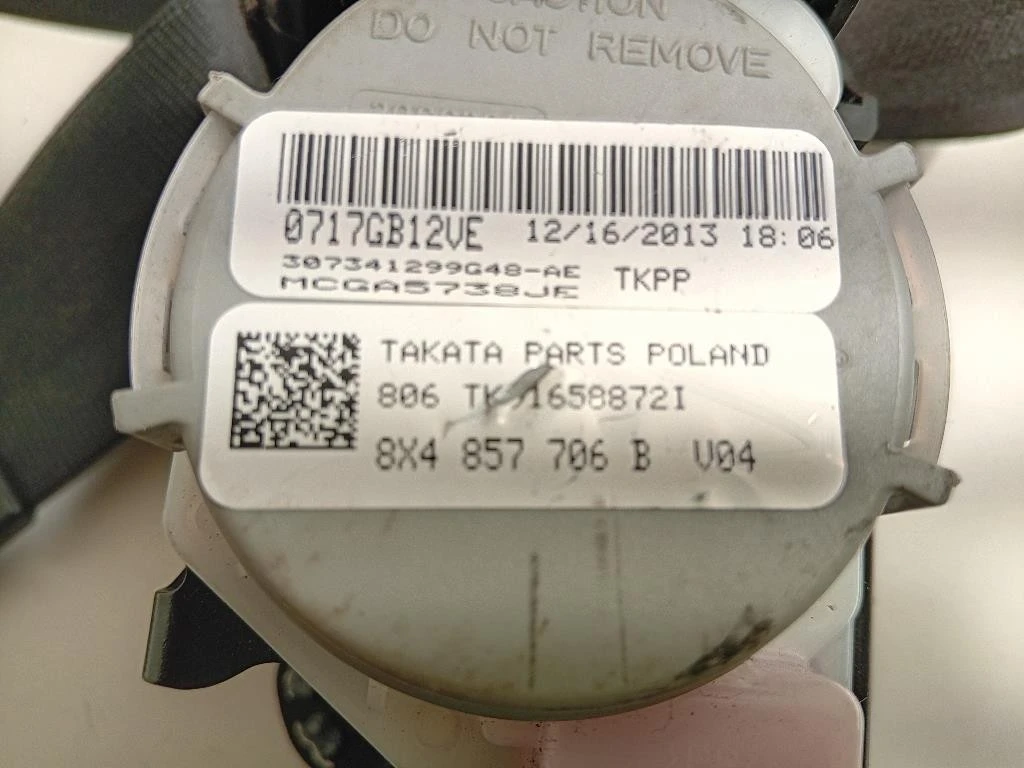 CAUTION
DO NOT REMOVE
0717GB12VE 12/16/2013 18:06
307341299G48-AE TKPP
MCGA5738JE
TAKATA PARTS POLAND
806
8X4 857 706 B V04